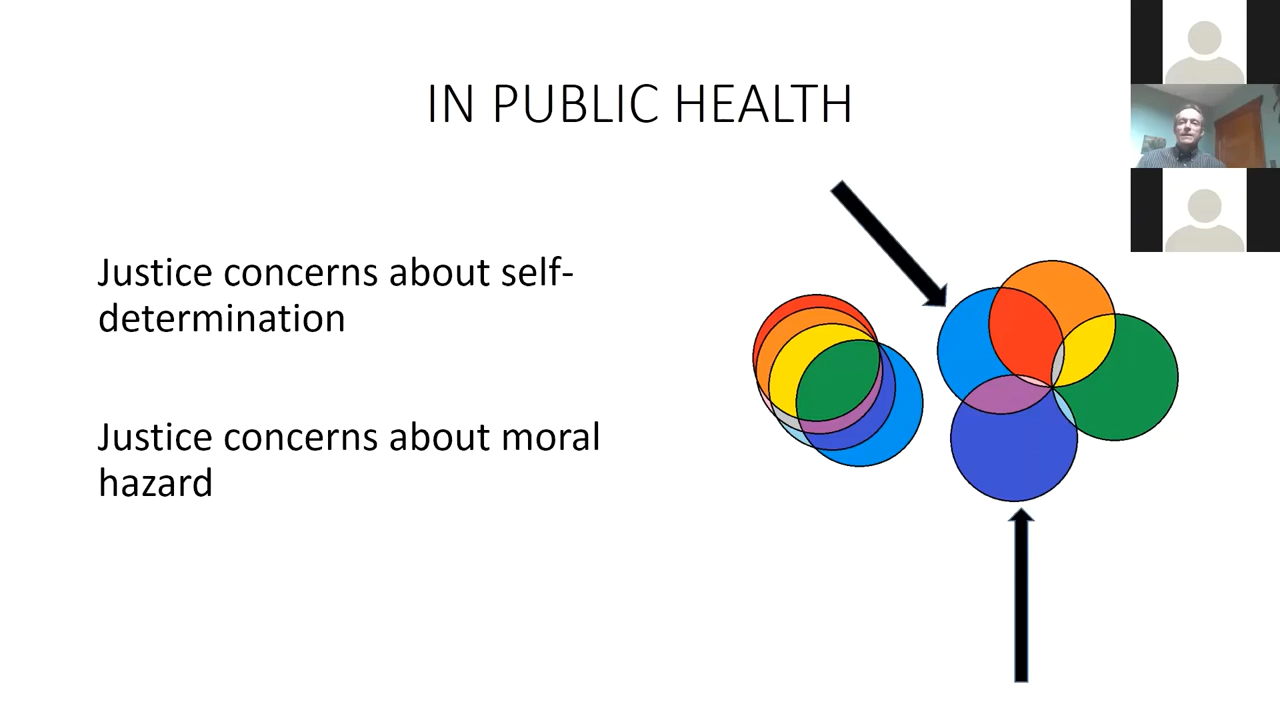 IN PUBLIC HEALTH
Justice concerns about self-
determination
Justice concerns about moral
hazard